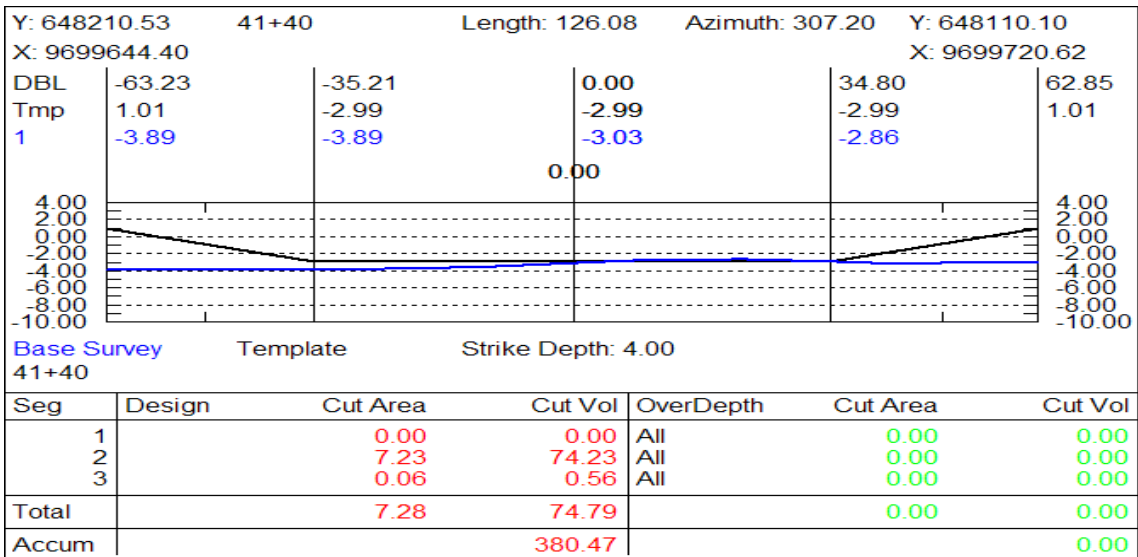 Y: 648210.53 41+40 Length: 126.08 Azimuth: 307.20 Y: 648110.10
X: 9699644.40 X: 9699720.62
DBL -63.23 -35.21 0.00 34.80 62.85
Tmp 1.01 -2.99 -2.99 -2.99 1.01
1 -3.89 -3.89 -3.03 -2.86
0.00
4.00 4.00
2.00 2.00
0.00 0.00
-2.00 -2.00
-4.00 -4.00
-6.00 -6.00
-8.00 -8.00
-10.00 -10.00
Base Survey Template Strike Depth: 4.00
41+40
Seg Design Cut Area Cut Vol OverDepth Cut Area Cut Vol
1 0.00 0.00 All 0.00 0.00
2 7.23 74.23 All 0.00 0.00
3 0.06 0.56 All 0.00 0.00
Total 7.28 74.79 0.00 0.00
Accum 380.47 0.00